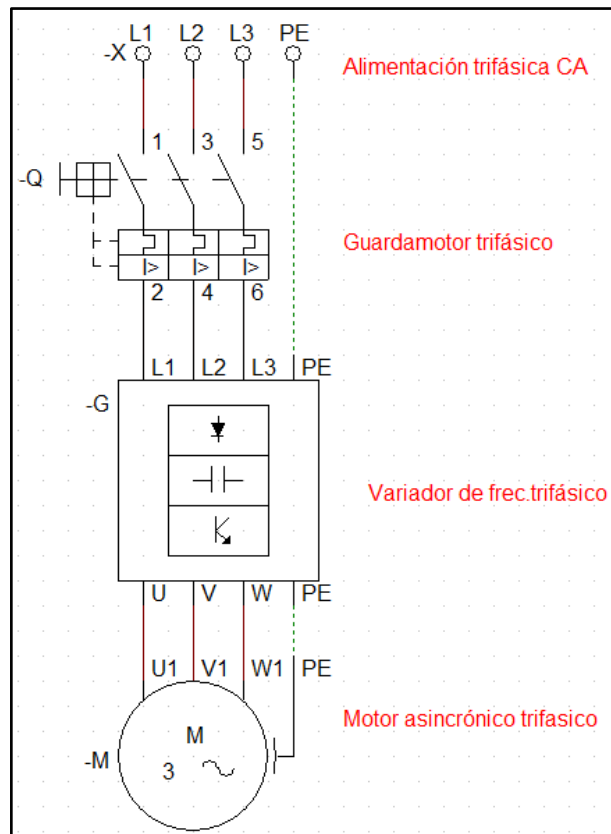 L1 L2 L3 PE
-X
Alimentación trifásica CA
1 3 5
-Q
Guardamotor trifásico
I> I> I>
2 4 6
L1 L2 L3 PE
-G
Variador de frec.trifásico
U V W PE
U1 V1 W1 PE
Motor asincrónico trifasico
M
-M
3